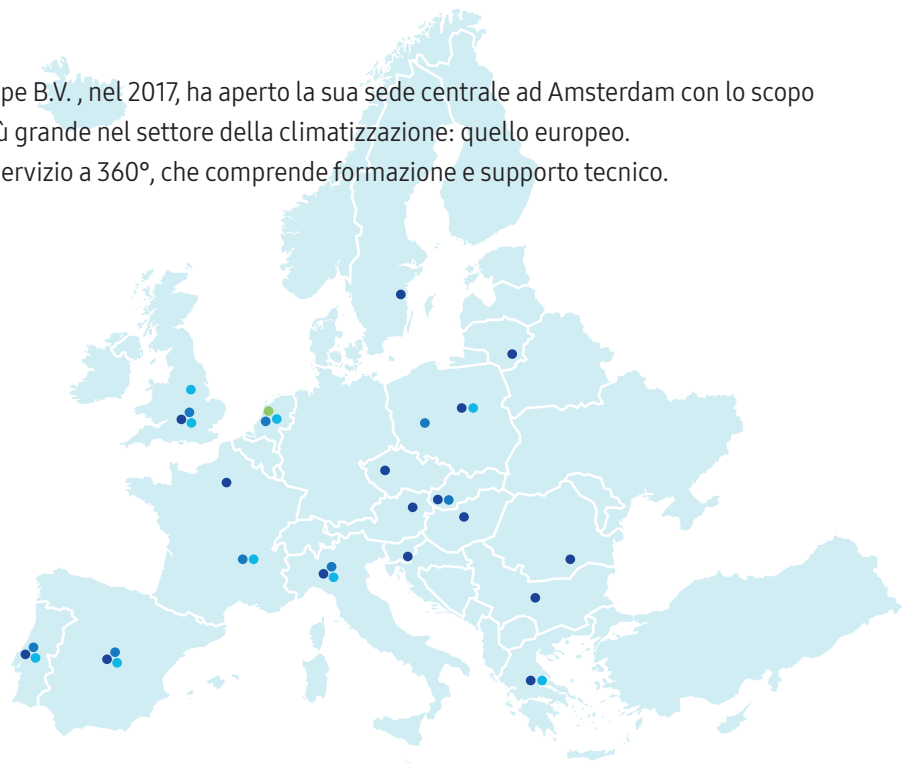 pe B.V. , nel 2017, ha aperto la sua sede centrale ad Amsterdam con lo scopo
ù grande nel settore della climatizzazione: quello europeo.
ervizio a 360°, che comprende formazione e supporto tecnico.